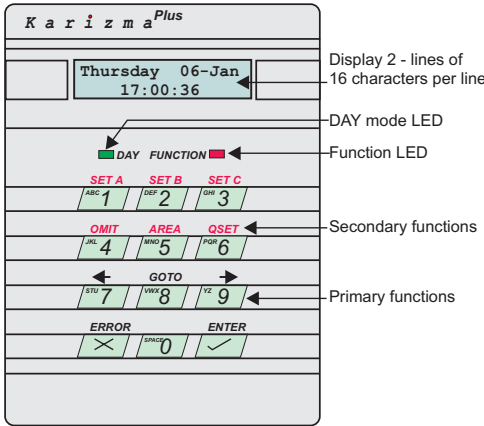 Karizma Plus
Thursday 06-Jan
17:00:36
Display 2 - lines of
16 characters per line
DAY mode LED
DAY FUNCTION
Function LED
SET A SET B SET C
ABC 1 DEF 2 GHI 3
OMIT AREA QSET
Secondary functions
JKL 4 MNO 5 PQR 6
GOTO
STU 7 VWX 8 YZ 9
Primary functions
ERROR ENTER
SPACE 0